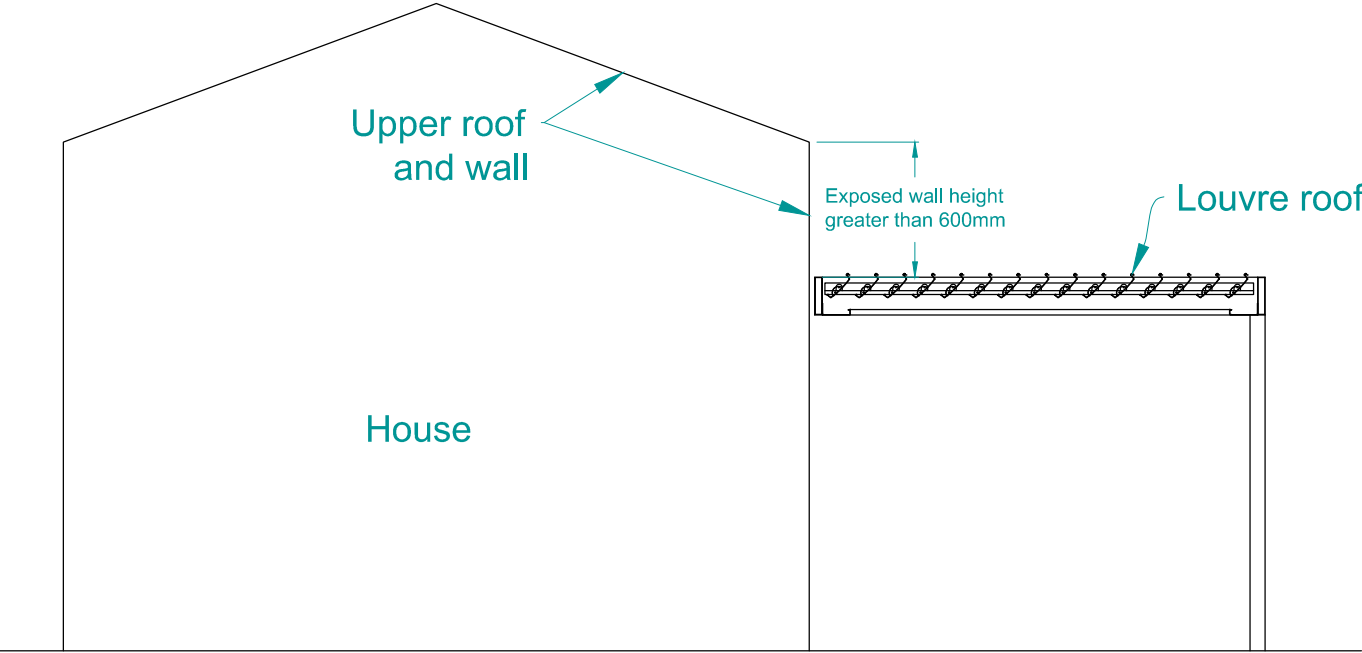 Upper roof
and wall
Exposed wall height
greater than 600mm
Louvre roof
House